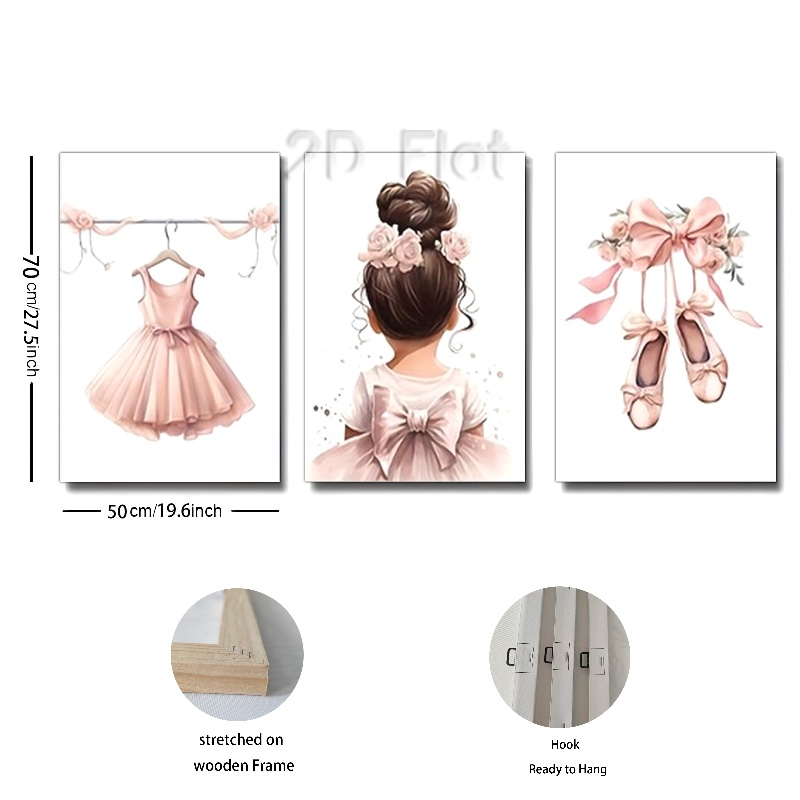 2D Flat
70 cm/27.5inch
50 cm/19.6inch
stretched on
wooden Frame
Hook
Ready to Hang